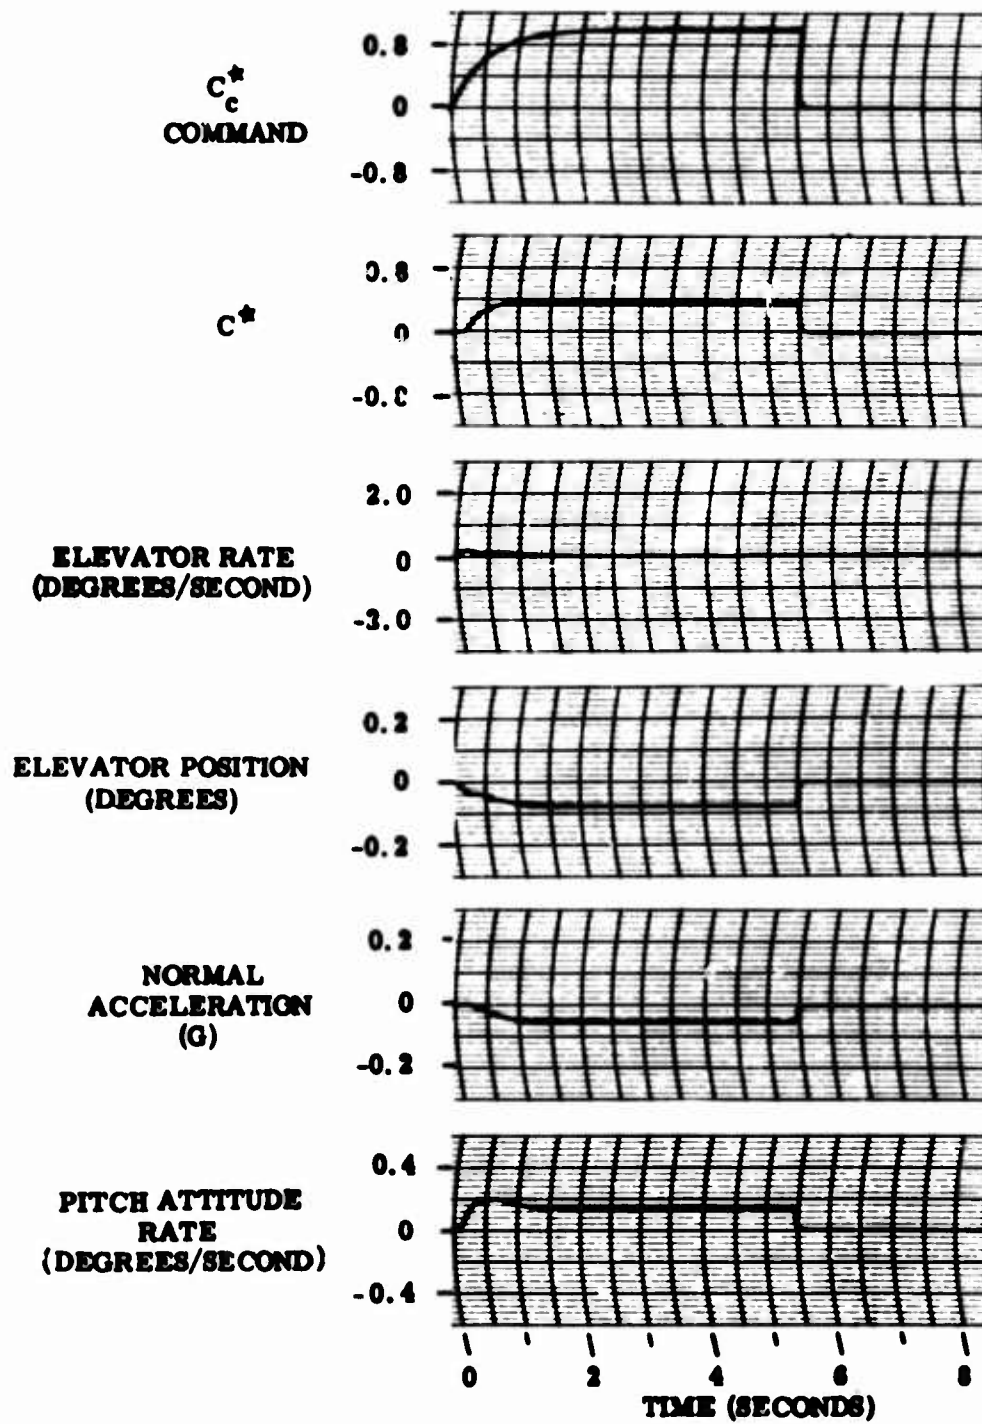 C*c
COMMAND
0.8
0
-0.8
C*
0.8
0
ELEVATOR RATE
(DEGREES/SECOND)
2.0
0
ELEVATOR POSITION
(DEGREES)
0.2
0
-0.2
NORMAL
ACCELERATION
(G)
0.2
0
-0.2
PITCH ATTITUDE
RATE
(DEGREES/SECOND)
0.4
0
-0.4
0 2 4 6 8
TIME (SECONDS)